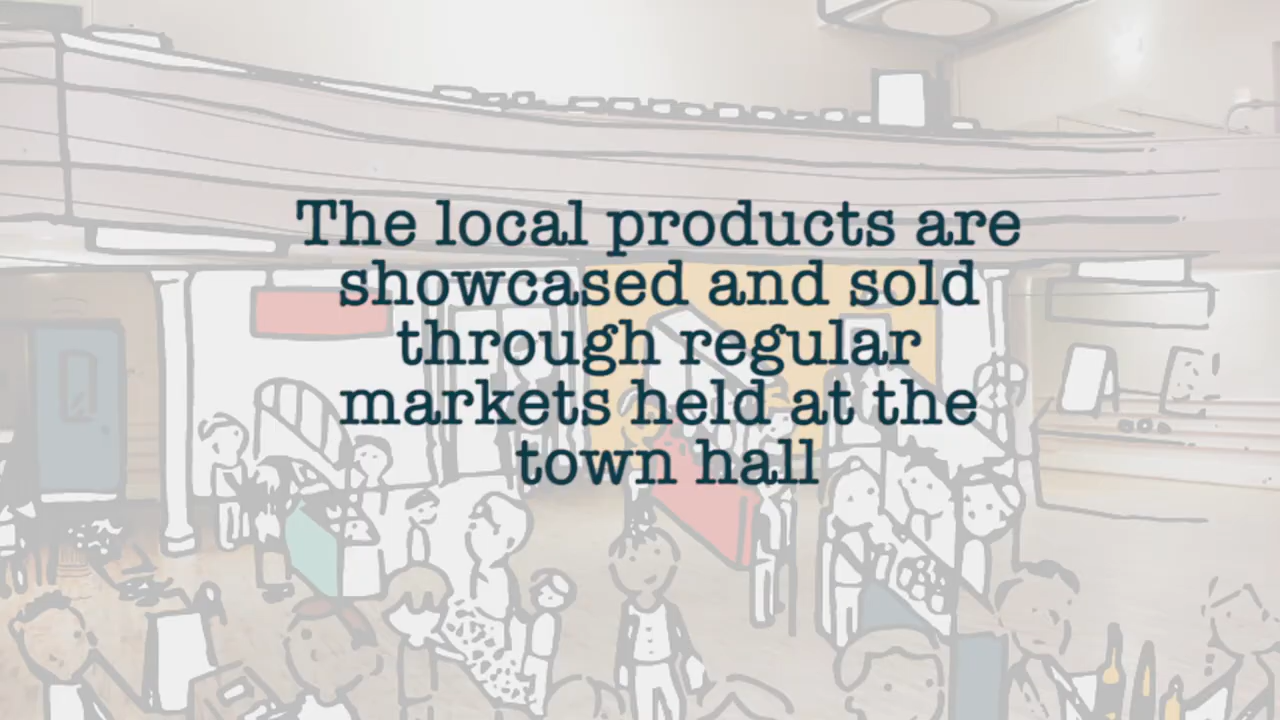 The local products are
showcased and sold
through regular
markets held at the
town hall